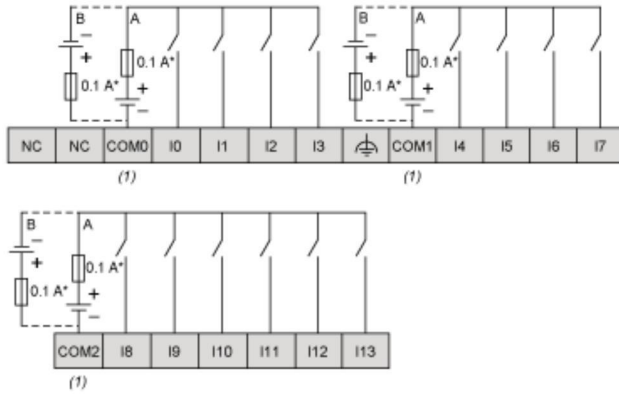 B A B A
− −
+ 0.1 A* + 0.1 A*
0.1 A* + 0.1 A* +
− −
NC NC COM0 I0 I1 I2 I3 COM1 I4 I5 I6 I7
(1) (1)
B A
−
+ 0.1 A*
0.1 A* +
−
COM2 I8 I9 I10 I11 I12 I13
(1)